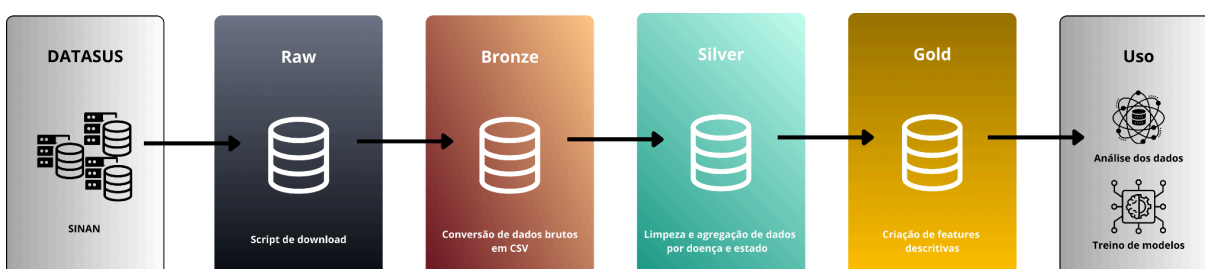 DATASUS
SINAN
Raw
Script de download
Bronze
Conversão de dados brutos
em CSV
Silver
Limpeza e agregação de dados
por doença e estado
Gold
Criação de features
descritivas
Uso
Análise dos dados
Treino de modelos